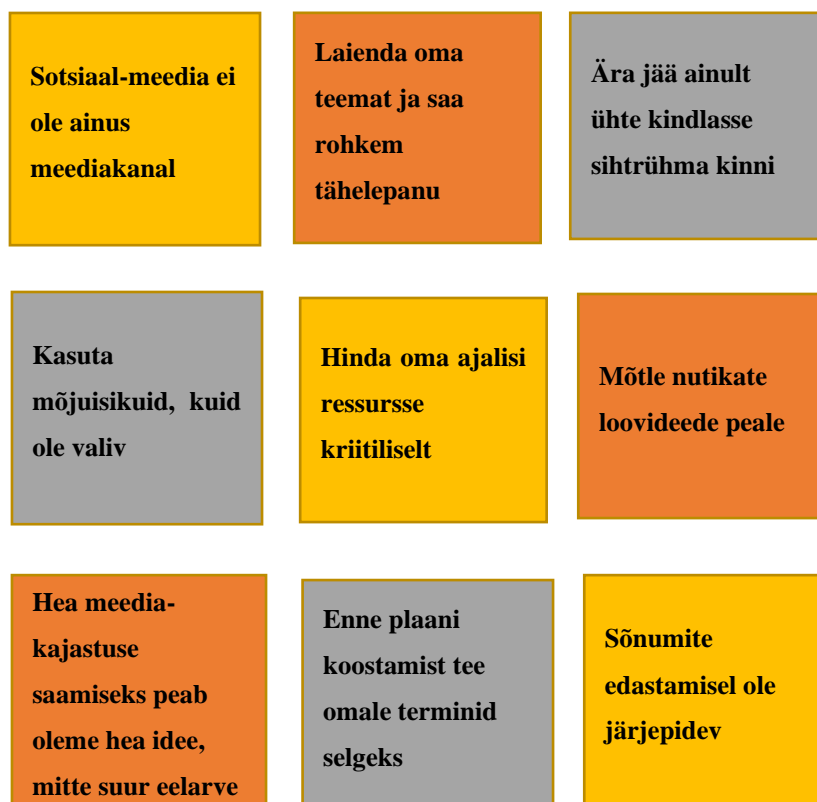 Sotsiaal-meedia ei
ole ainus
meediakanal
Laienda oma
teemat ja saa
rohkem
tähelepanu
Ära jää ainult
ühte kindlasse
sihtrühma kinni
Kasuta
mõjuisikuid, kuid
ole valiv
Hinda oma ajalisi
ressursse
kriitiliselt
Mõtle nutikate
loovideede peale
Hea meedia-
kajastuse
saamiseks peab
oleme hea idee,
mitte suur eelarve
Enne plaani
koostamist tee
omale terminid
selgeks
Sõnumite
edastamisel ole
järjepidev